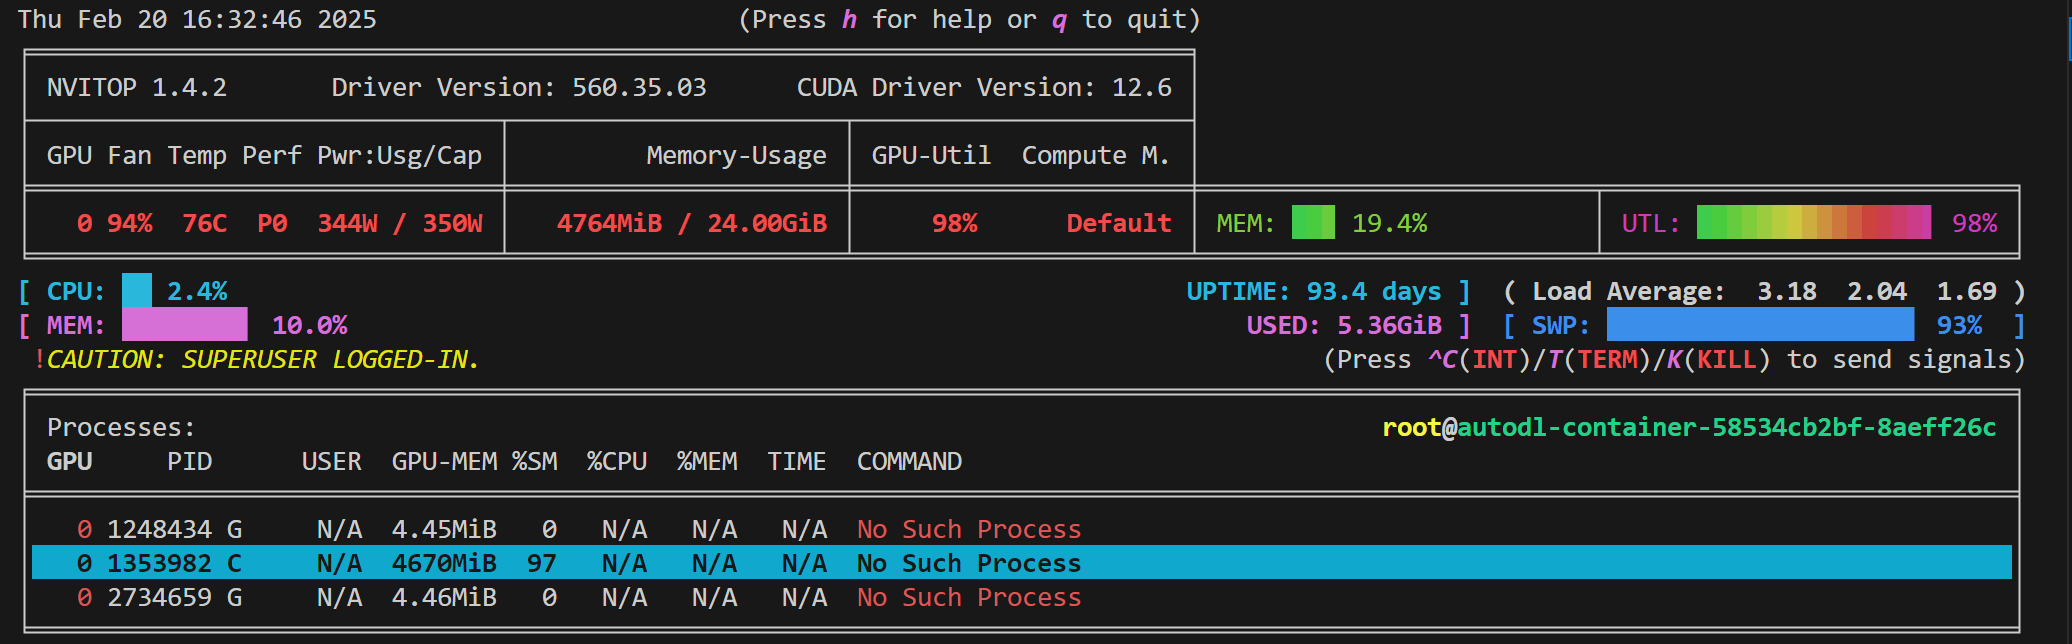 Thu Feb 20 16:32:46 2025 (Press h for help or q to quit)
NVITOP 1.4.2 Driver Version: 560.35.03 CUDA Driver Version: 12.6
GPU Fan Temp Perf Pwr:Usg/Cap Memory-Usage GPU-Util Compute M.
0 94% 76C P0 344W / 350W 4764MiB / 24.00GiB 98% Default MEM: 19.4% UTL: 98%
[ CPU: 2.4% UPTIME: 93.4 days ] ( Load Average: 3.18 2.04 1.69 )
[ MEM: 10.0% USED: 5.36GiB ] [ SWP: 93% ]
!CAUTION: SUPERUSER LOGGED-IN. (Press ^C(INT)/T(TERM)/K(KILL) to send signals)
Processes: root@autodl-container-58534cb2bf-8aeff26c
GPU PID USER GPU-MEM %SM %CPU %MEM TIME COMMAND
0 1248434 G N/A 4.45MiB 0 N/A N/A N/A No Such Process
0 1353982 C N/A 4670MiB 97 N/A N/A N/A No Such Process
0 2734659 G N/A 4.46MiB 0 N/A N/A N/A No Such Process